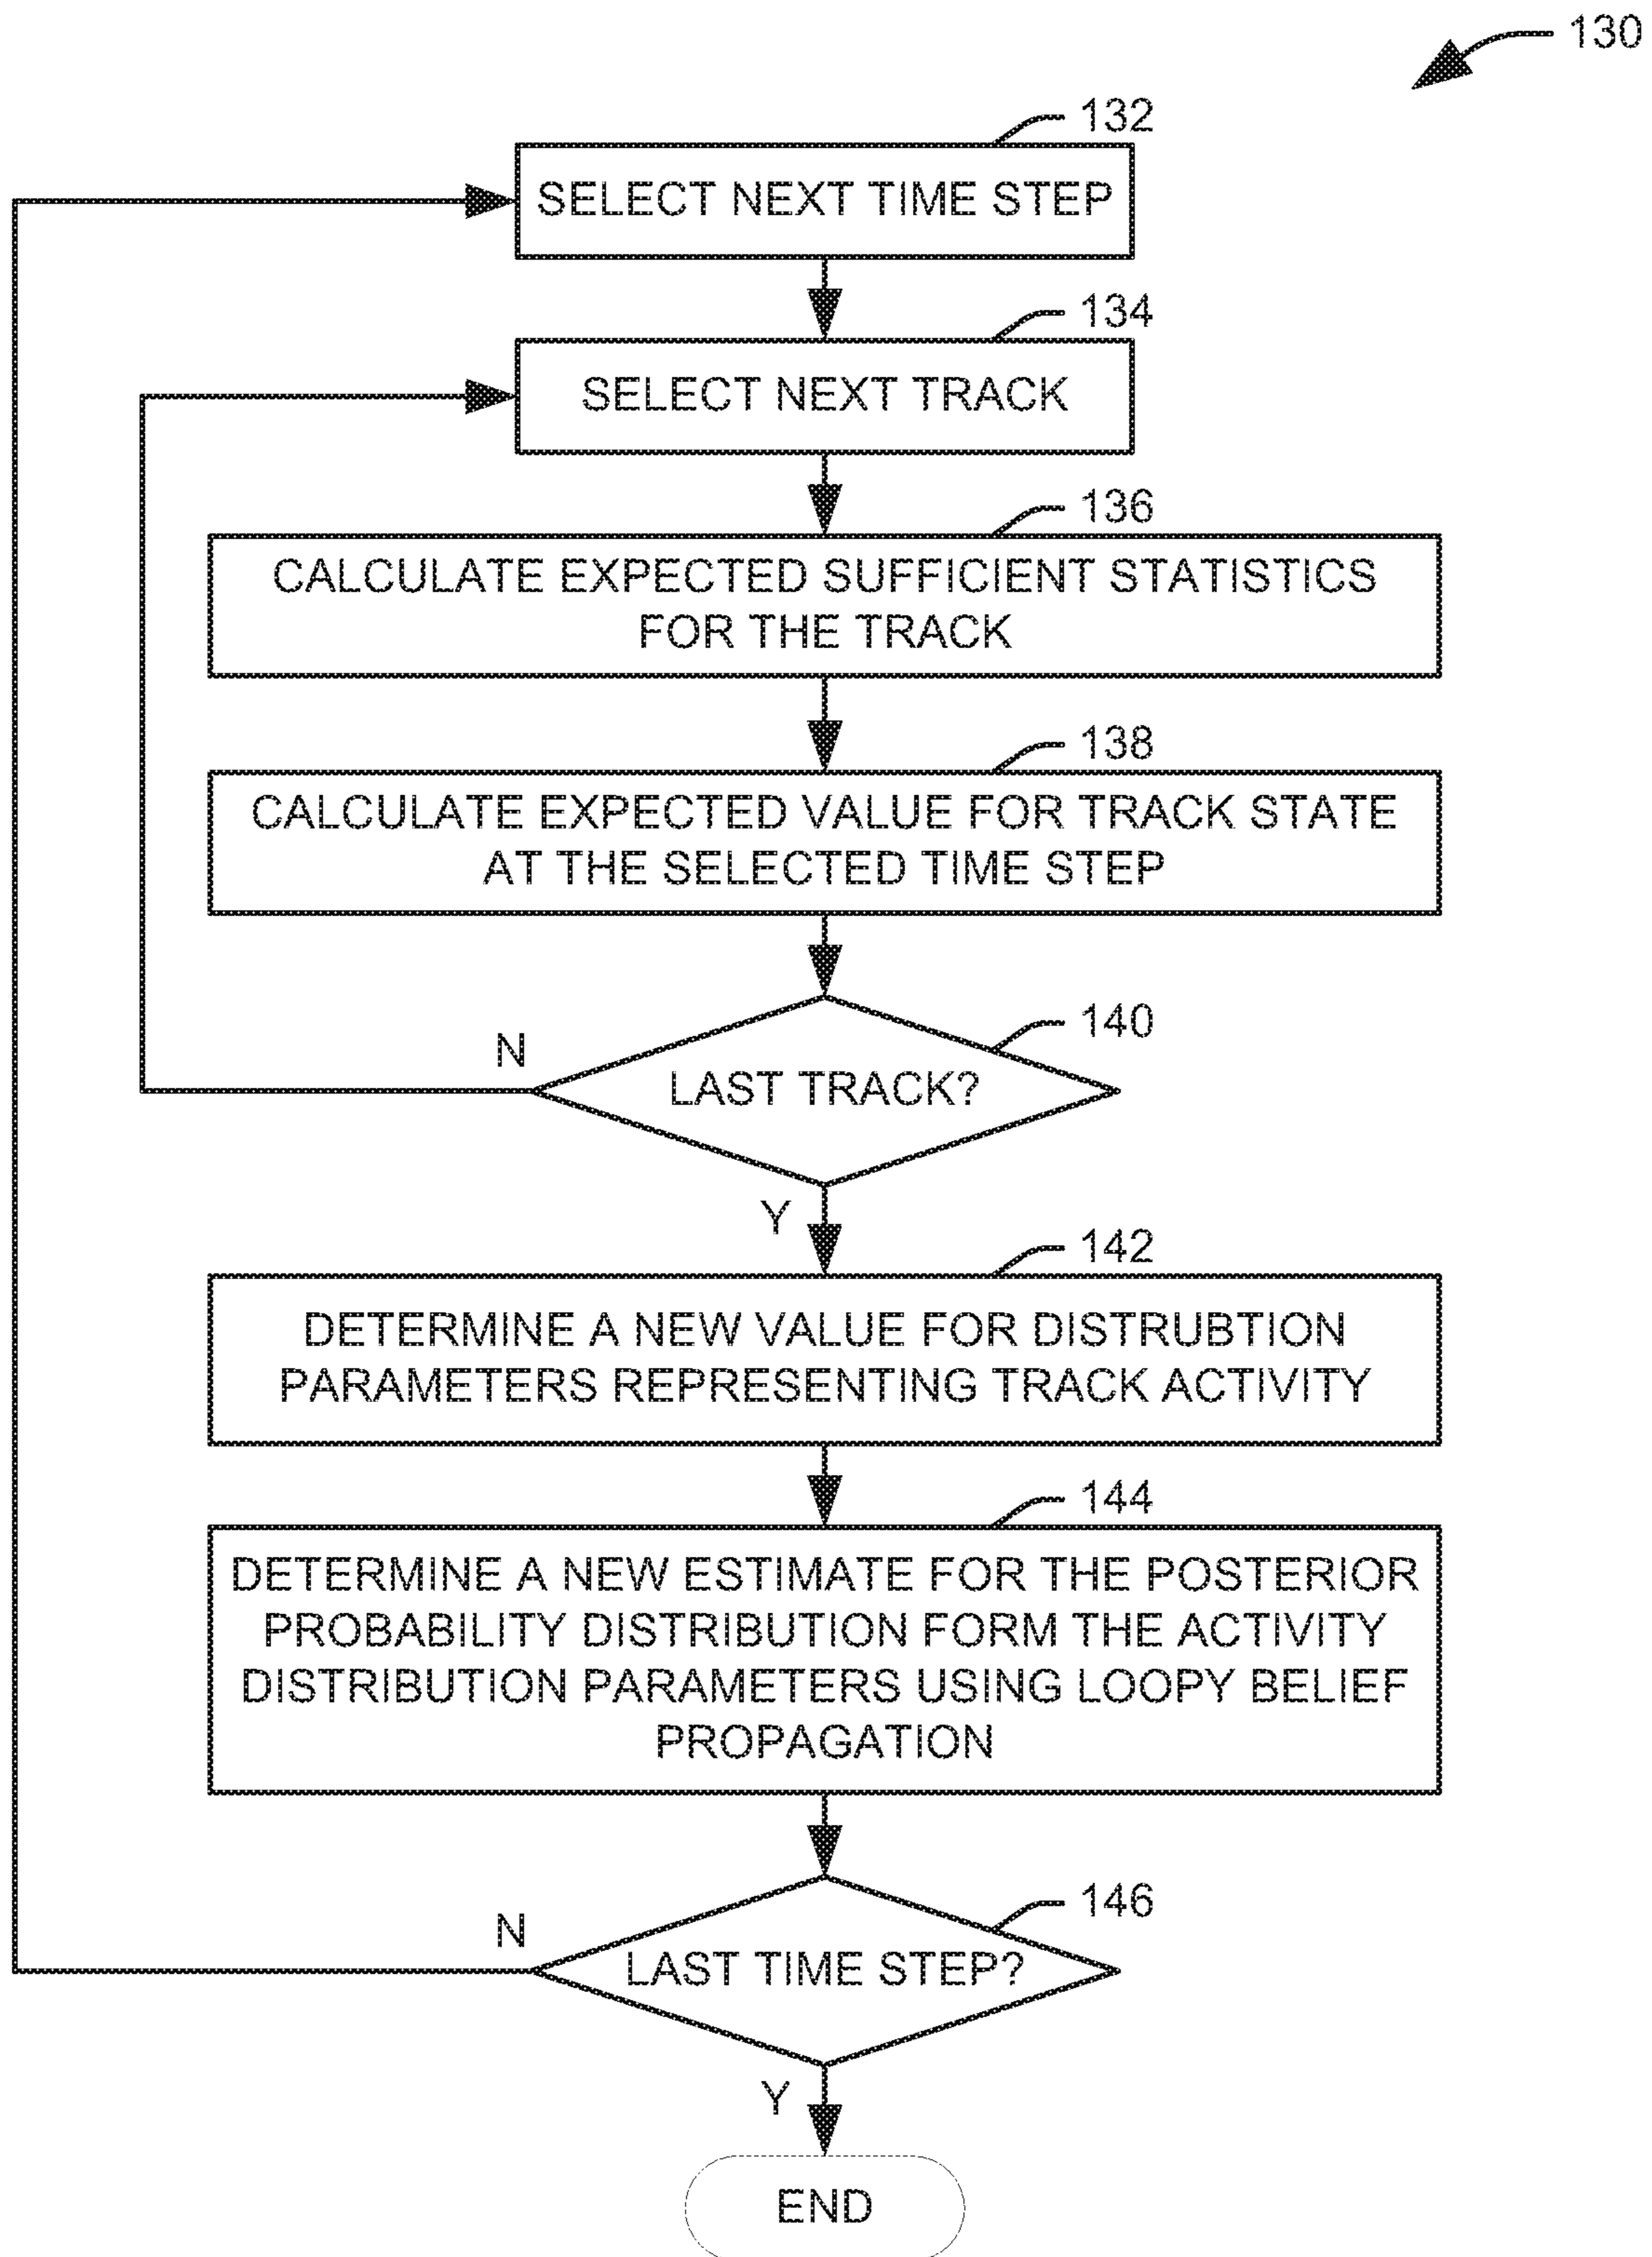 130
132
SELECT NEXT TIME STEP
134
SELECT NEXT TRACK
136
CALCULATE EXPECTED SUFFICIENT STATISTICS
FOR THE TRACK
138
CALCULATE EXPECTED VALUE FOR TRACK STATE
AT THE SELECTED TIME STEP
140
N
LAST TRACK?
Y
142
DETERMINE A NEW VALUE FOR DISTRUBTION
PARAMETERS REPRESENTING TRACK ACTIVITY
144
DETERMINE A NEW ESTIMATE FOR THE POSTERIOR
PROBABILITY DISTRIBUTION FORM THE ACTIVITY
DISTRIBUTION PARAMETERS USING LOOPY BELIEF
PROPAGATION
146
N
LAST TIME STEP?
Y
END